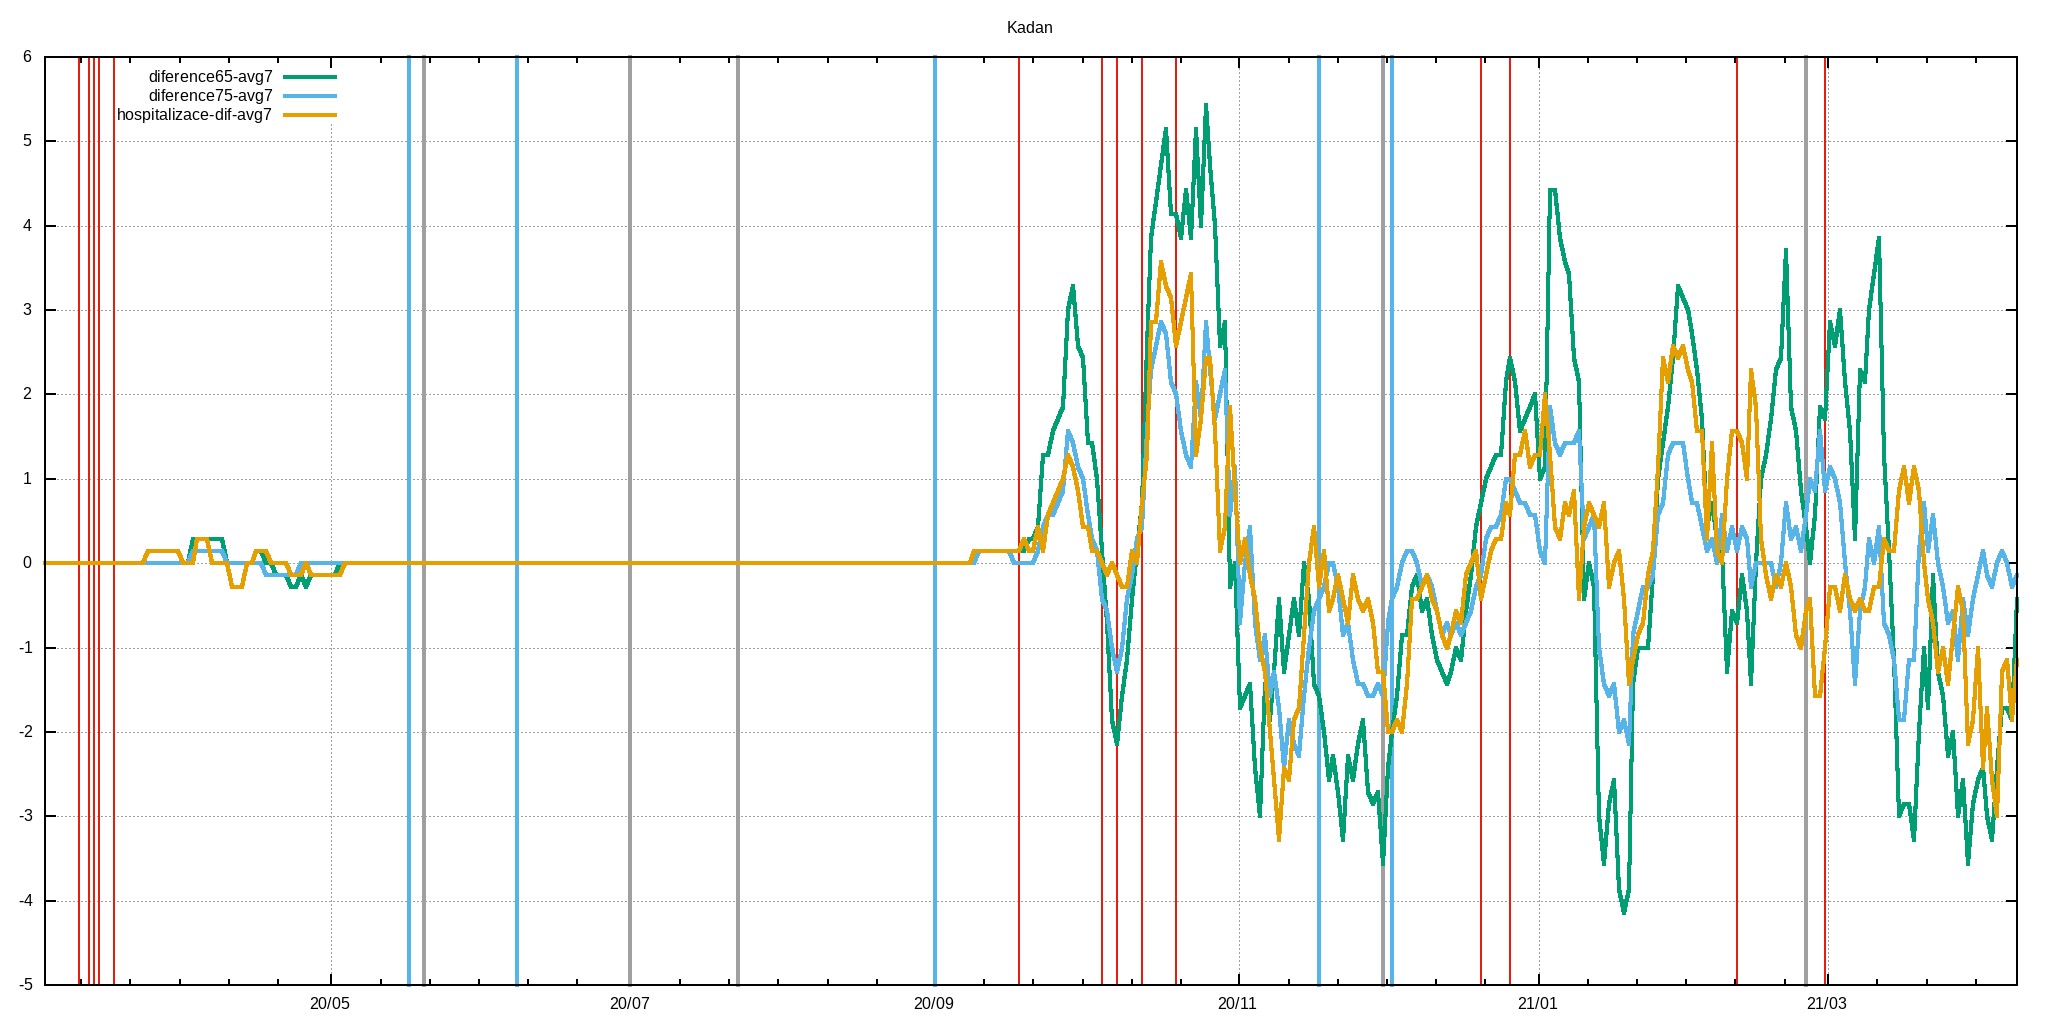 Kadan
6
diference65-avg7
diference75-avg7
hospitalizace-dif-avg7
5
4
3
2
1
0
-1
-2
-3
-4
-5
20/05 20/07 20/09 20/11 21/01 21/03